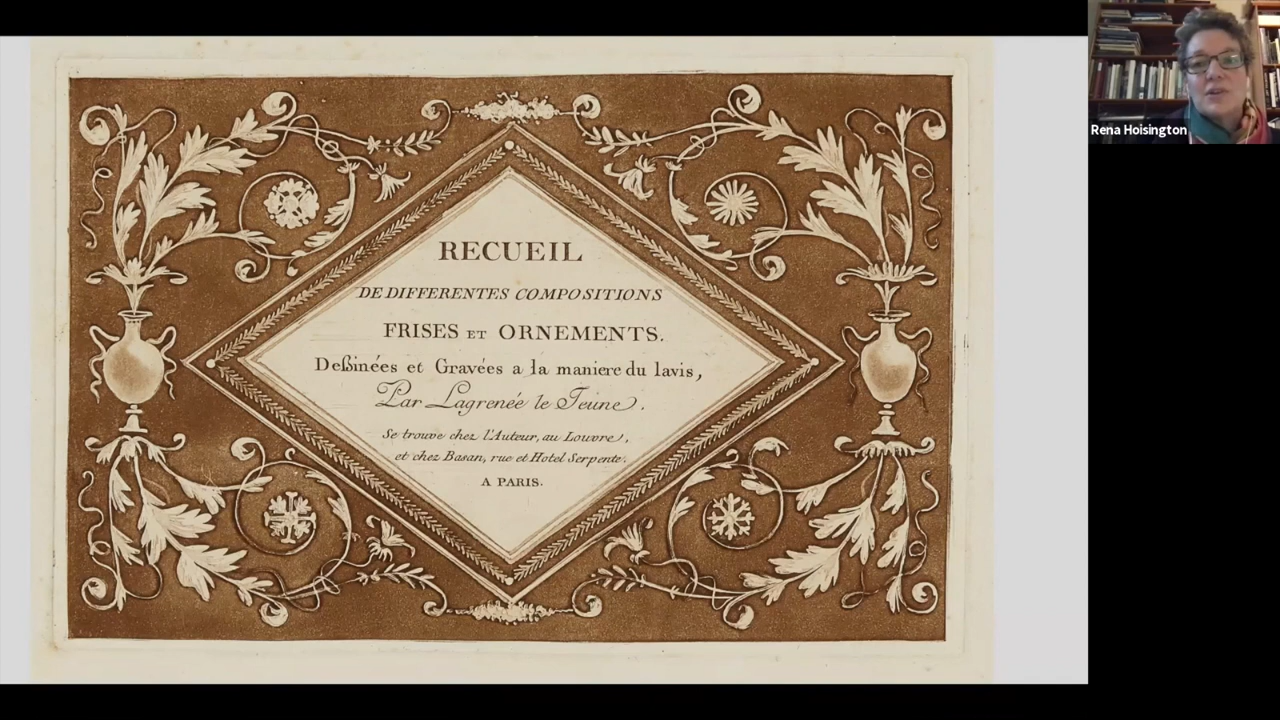 RECUEIL
DE DIFFERENTES COMPOSITIONS
FRISES ET ORNEMENTS.
Deßinées et Gravées a la maniere du lavis,
Par Lagrenée le Jeune.
Se trouve chez l'Auteur, au Louvre,
et chez Basan, rue et Hotel Serpente.
A PARIS.
Rena Hoisington